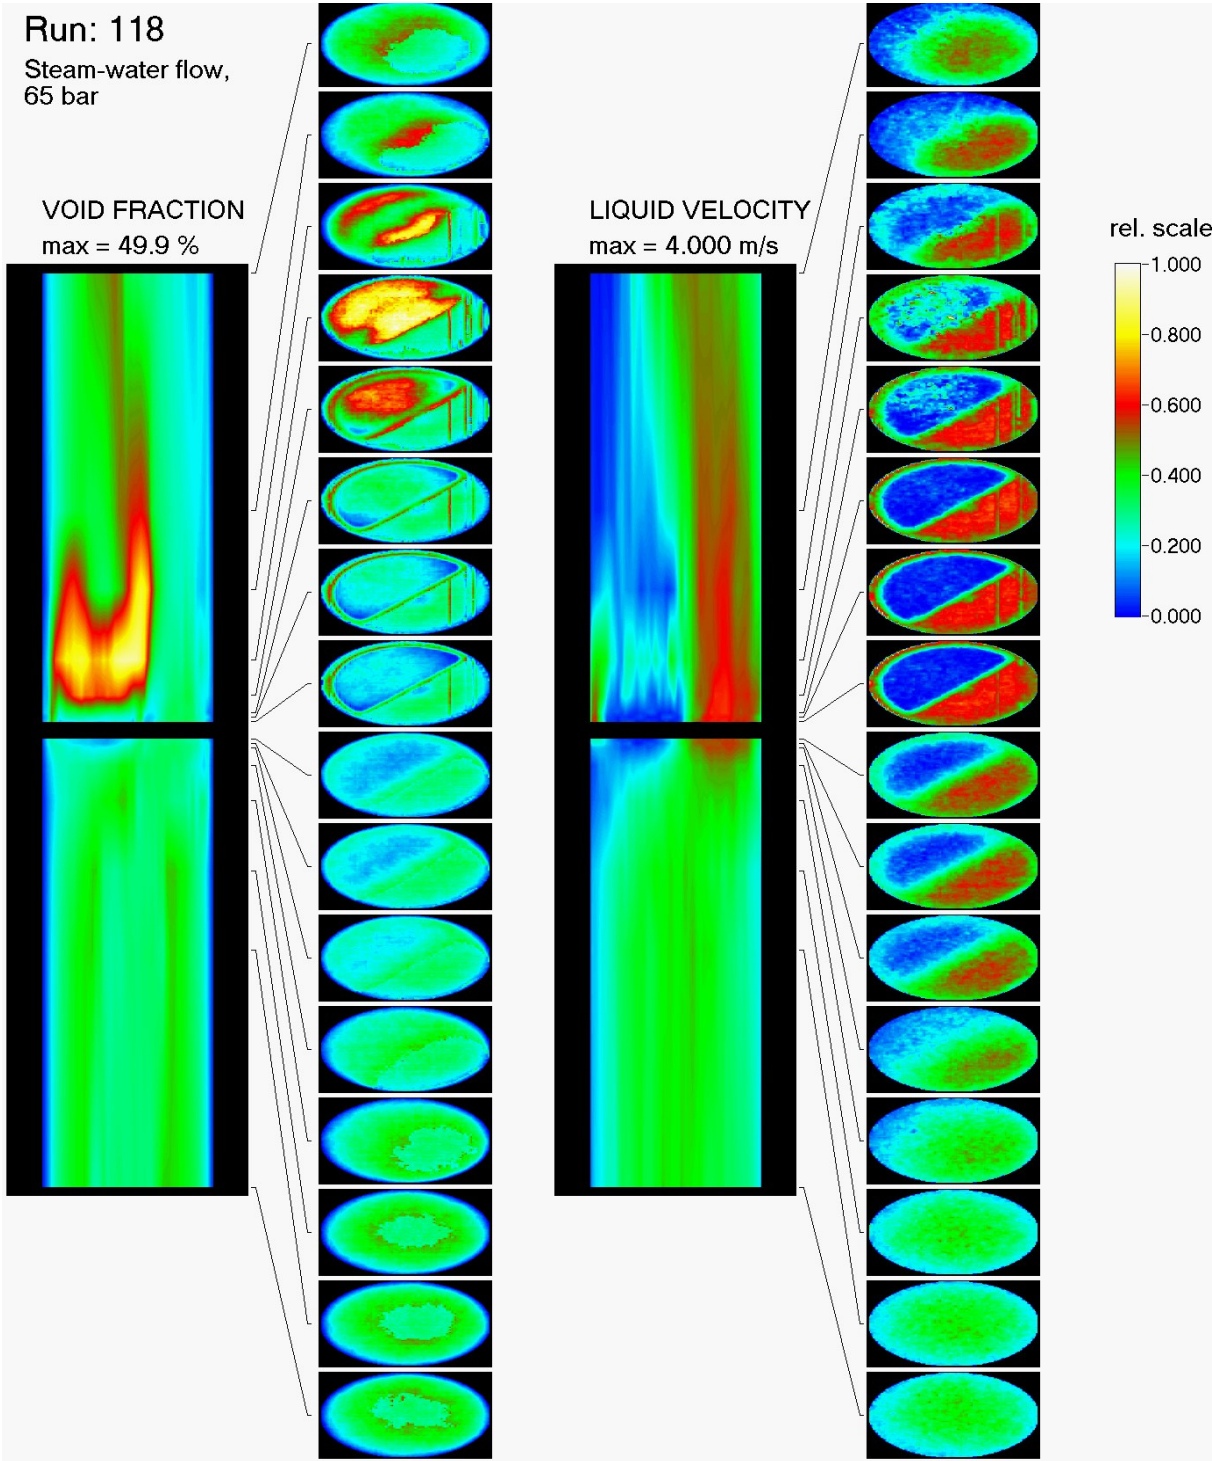 Run: 118
Steam-water flow,
65 bar
VOID FRACTION
max = 49.9 %
LIQUID VELOCITY
max = 4.000 m/s
rel. scale
1.000
0.800
0.600
0.400
0.200
0.000